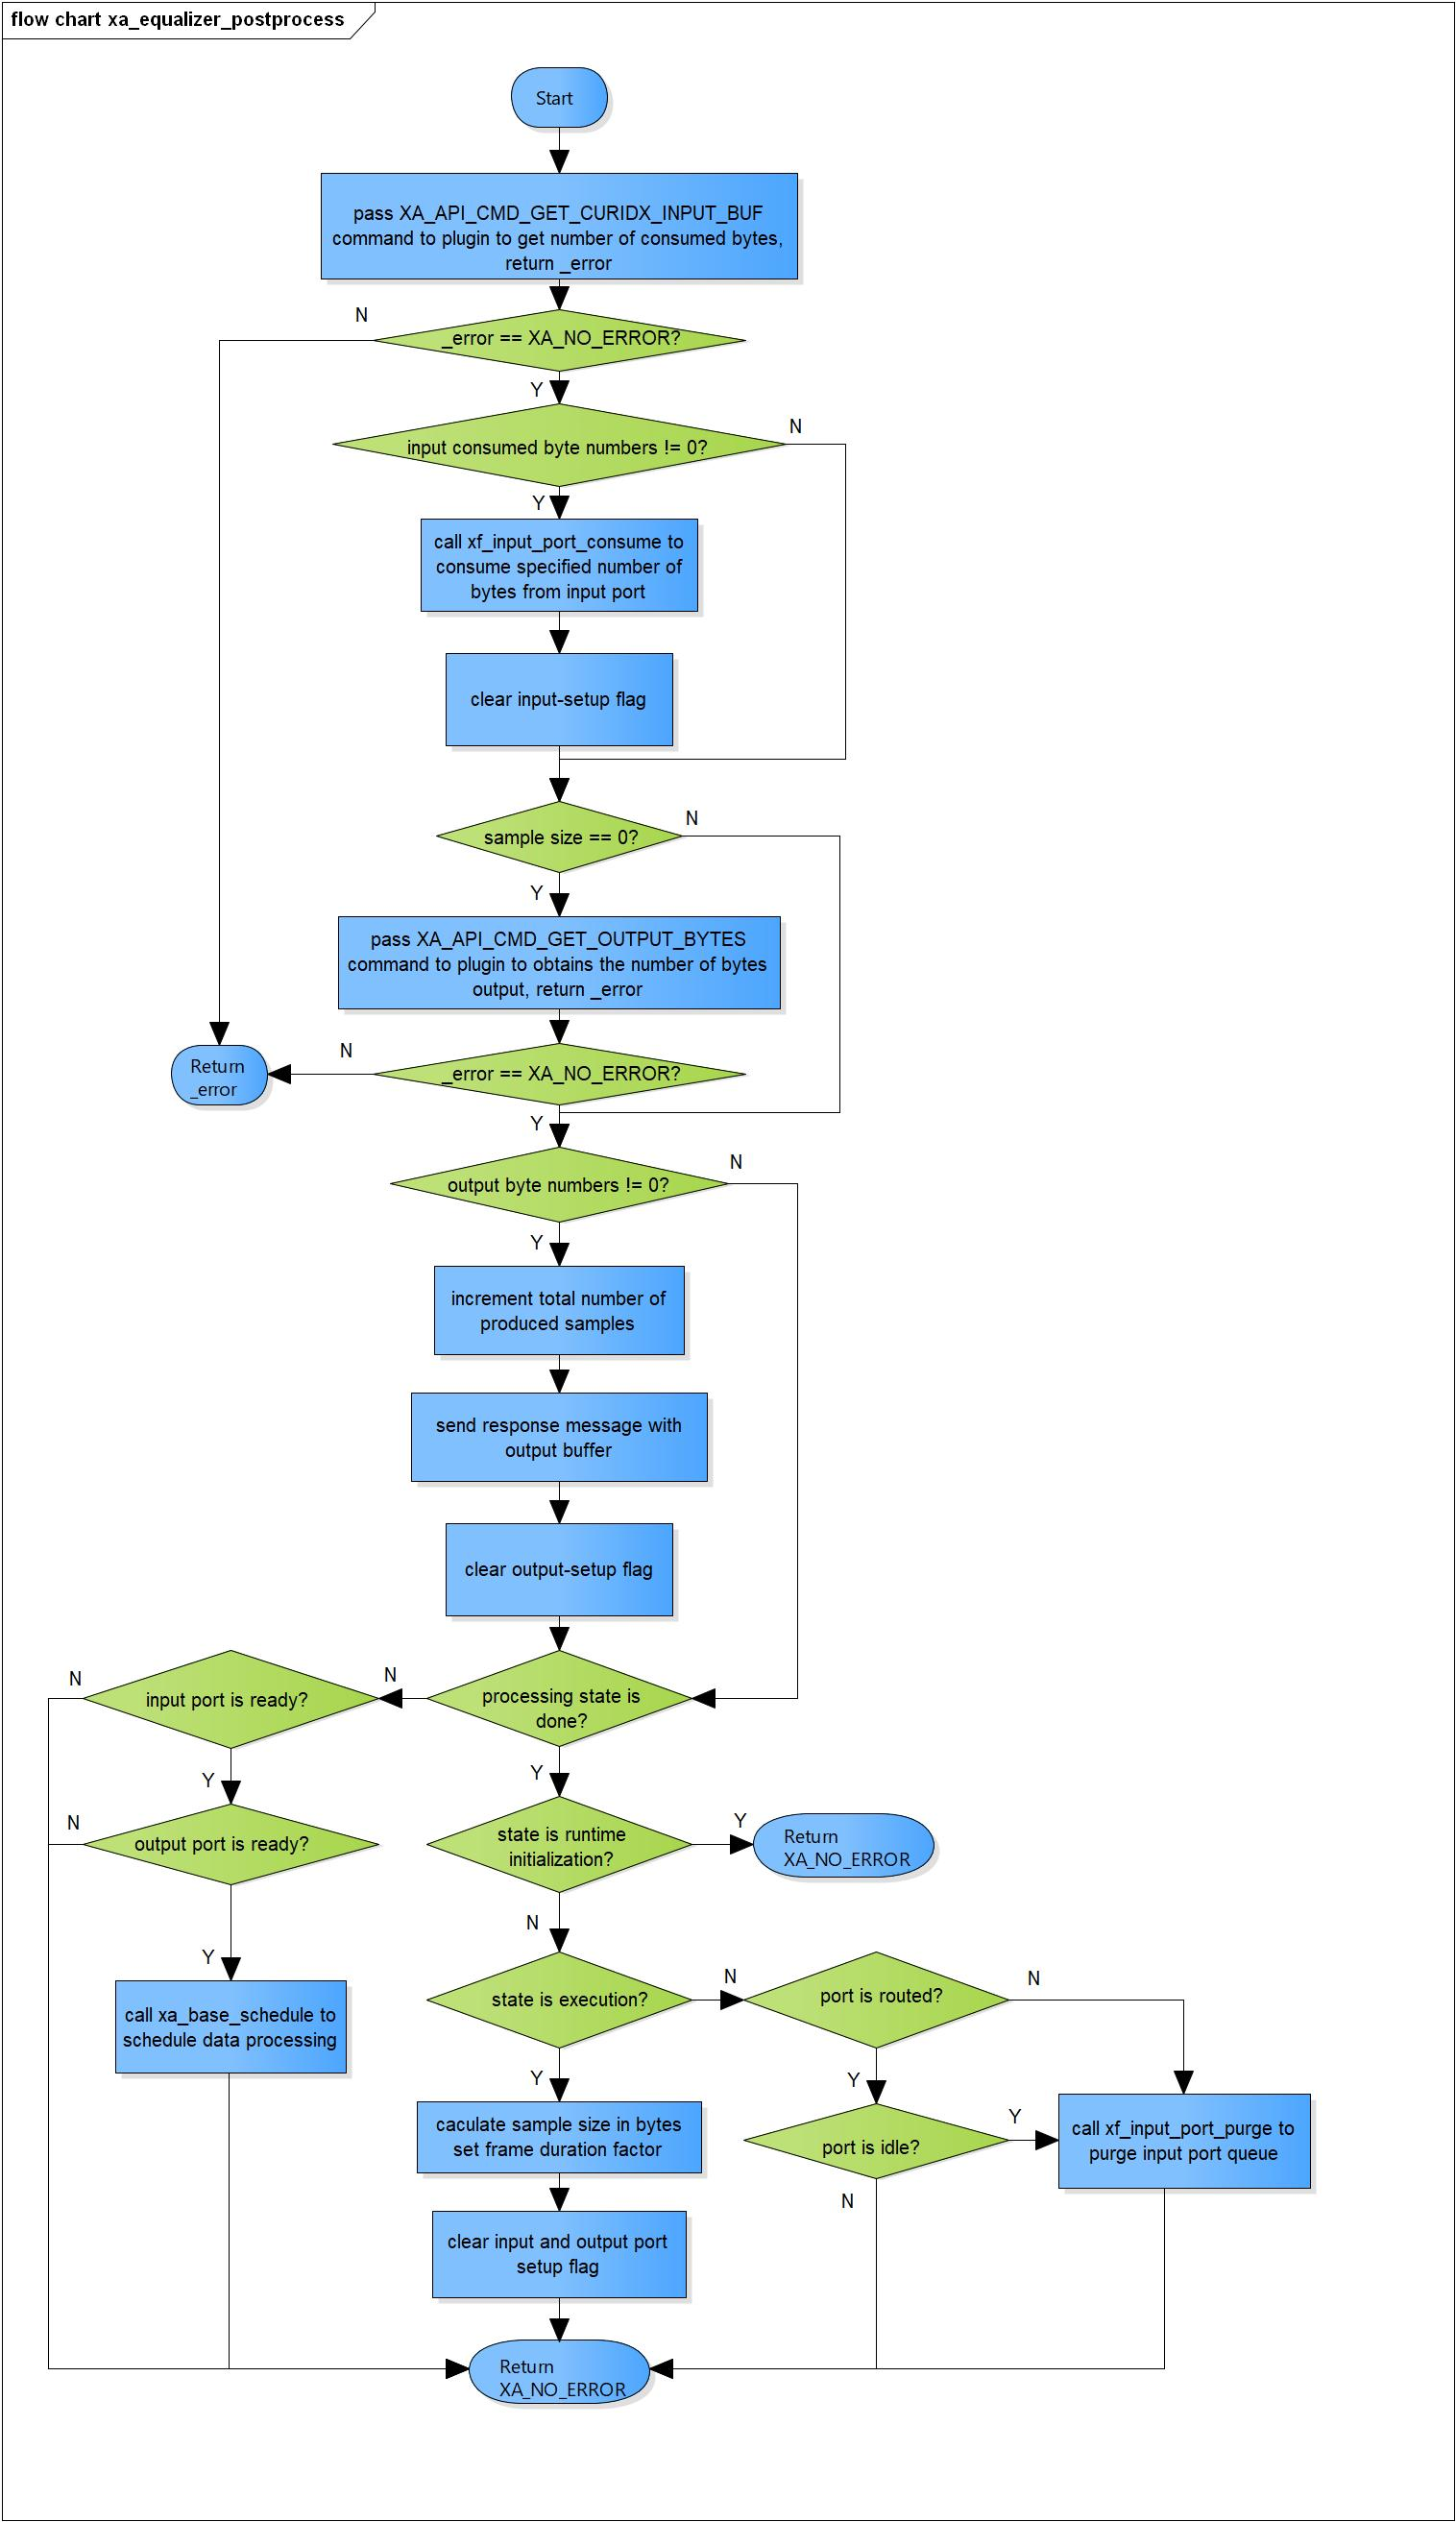 flow chart xa_equalizer_postprocess
Start
pass XA_API_CMD_GET_CURIDX_INPUT_BUF
command to plugin to get number of consumed bytes,
return _error
N
_error == XA_NO_ERROR?
Y
N
input consumed byte numbers != 0?
Y
call xf_input_port_consume to
consume specified number of
bytes from input port
clear input-setup flag
N
sample size == 0?
Y
pass XA_API_CMD_GET_OUTPUT_BYTES
command to plugin to obtains the number of bytes
output, return _error
N
Return
_error
_error == XA_NO_ERROR?
Y
N
output byte numbers != 0?
Y
increment total number of
produced samples
send response message with
output buffer
clear output-setup flag
N
input port is ready?
N
processing state is
done?
Y
Y
N
output port is ready?
state is runtime
initialization?
Y
Return
XA_NO_ERROR
N
Y
call xa_base_schedule to
schedule data processing
state is execution?
N
port is routed?
N
Y
Y
caculate sample size in bytes
set frame duration factor
port is idle?
Y
call xf_input_port_purge to
purge input port queue
N
clear input and output port
setup flag
Return
XA_NO_ERROR